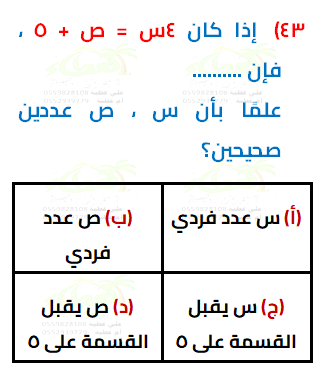 ٤٣) إذا كان ٤س = ص + ٥ ،
فإن ..........
علمًا بأن س ، ص عددين
صحيحين؟
(أ) س عدد فردي
(ب) ص عدد
فردي
(ج) س يقبل
القسمة على ٥
(د) ص يقبل
القسمة على ٥